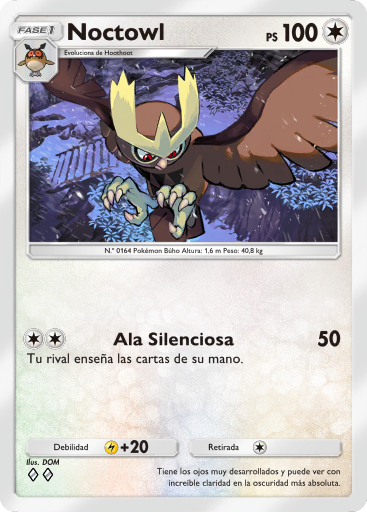 FASE 1
Noctowl
PS 100
Evoluciona de Hoothoot
N.º 0164 Pokémon Búho Altura: 1,6 m Peso: 40,8 kg
Ala Silenciosa 50
Tu rival enseña las cartas de su mano.
Debilidad +20 Retirada
Ilus. DOM
Tiene los ojos muy desarrollados y puede ver con
increíble claridad en la oscuridad más absoluta.